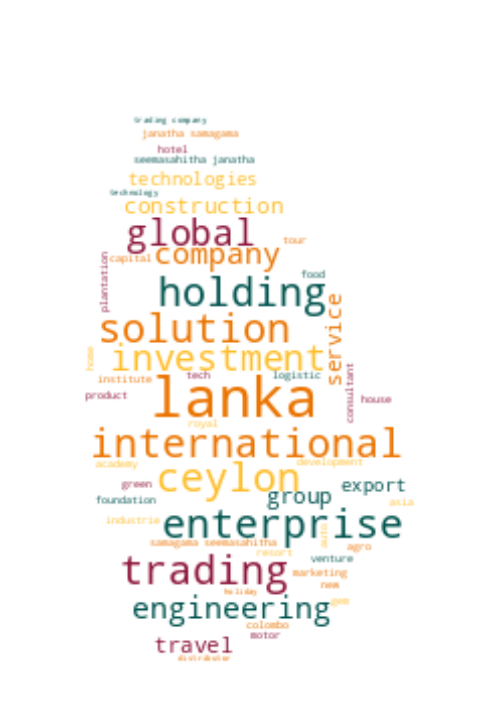 trading company
janatha samagama
hotel
seemasahitha janatha
technologies
technology
construction
global
tour
company
capital
plantation
food
holding
service
solution
home
investment
tech
logistic
institute
lanka
consultant
product
house
royal
international
academy
development
ceylon
green
group
export
foundation
asia
industrie
enterprise
auto
samagama seemasahitha
agro
resort
venture
trading
marketing
new
holiday
engineering
gem
colombo
motor
travel
distributor